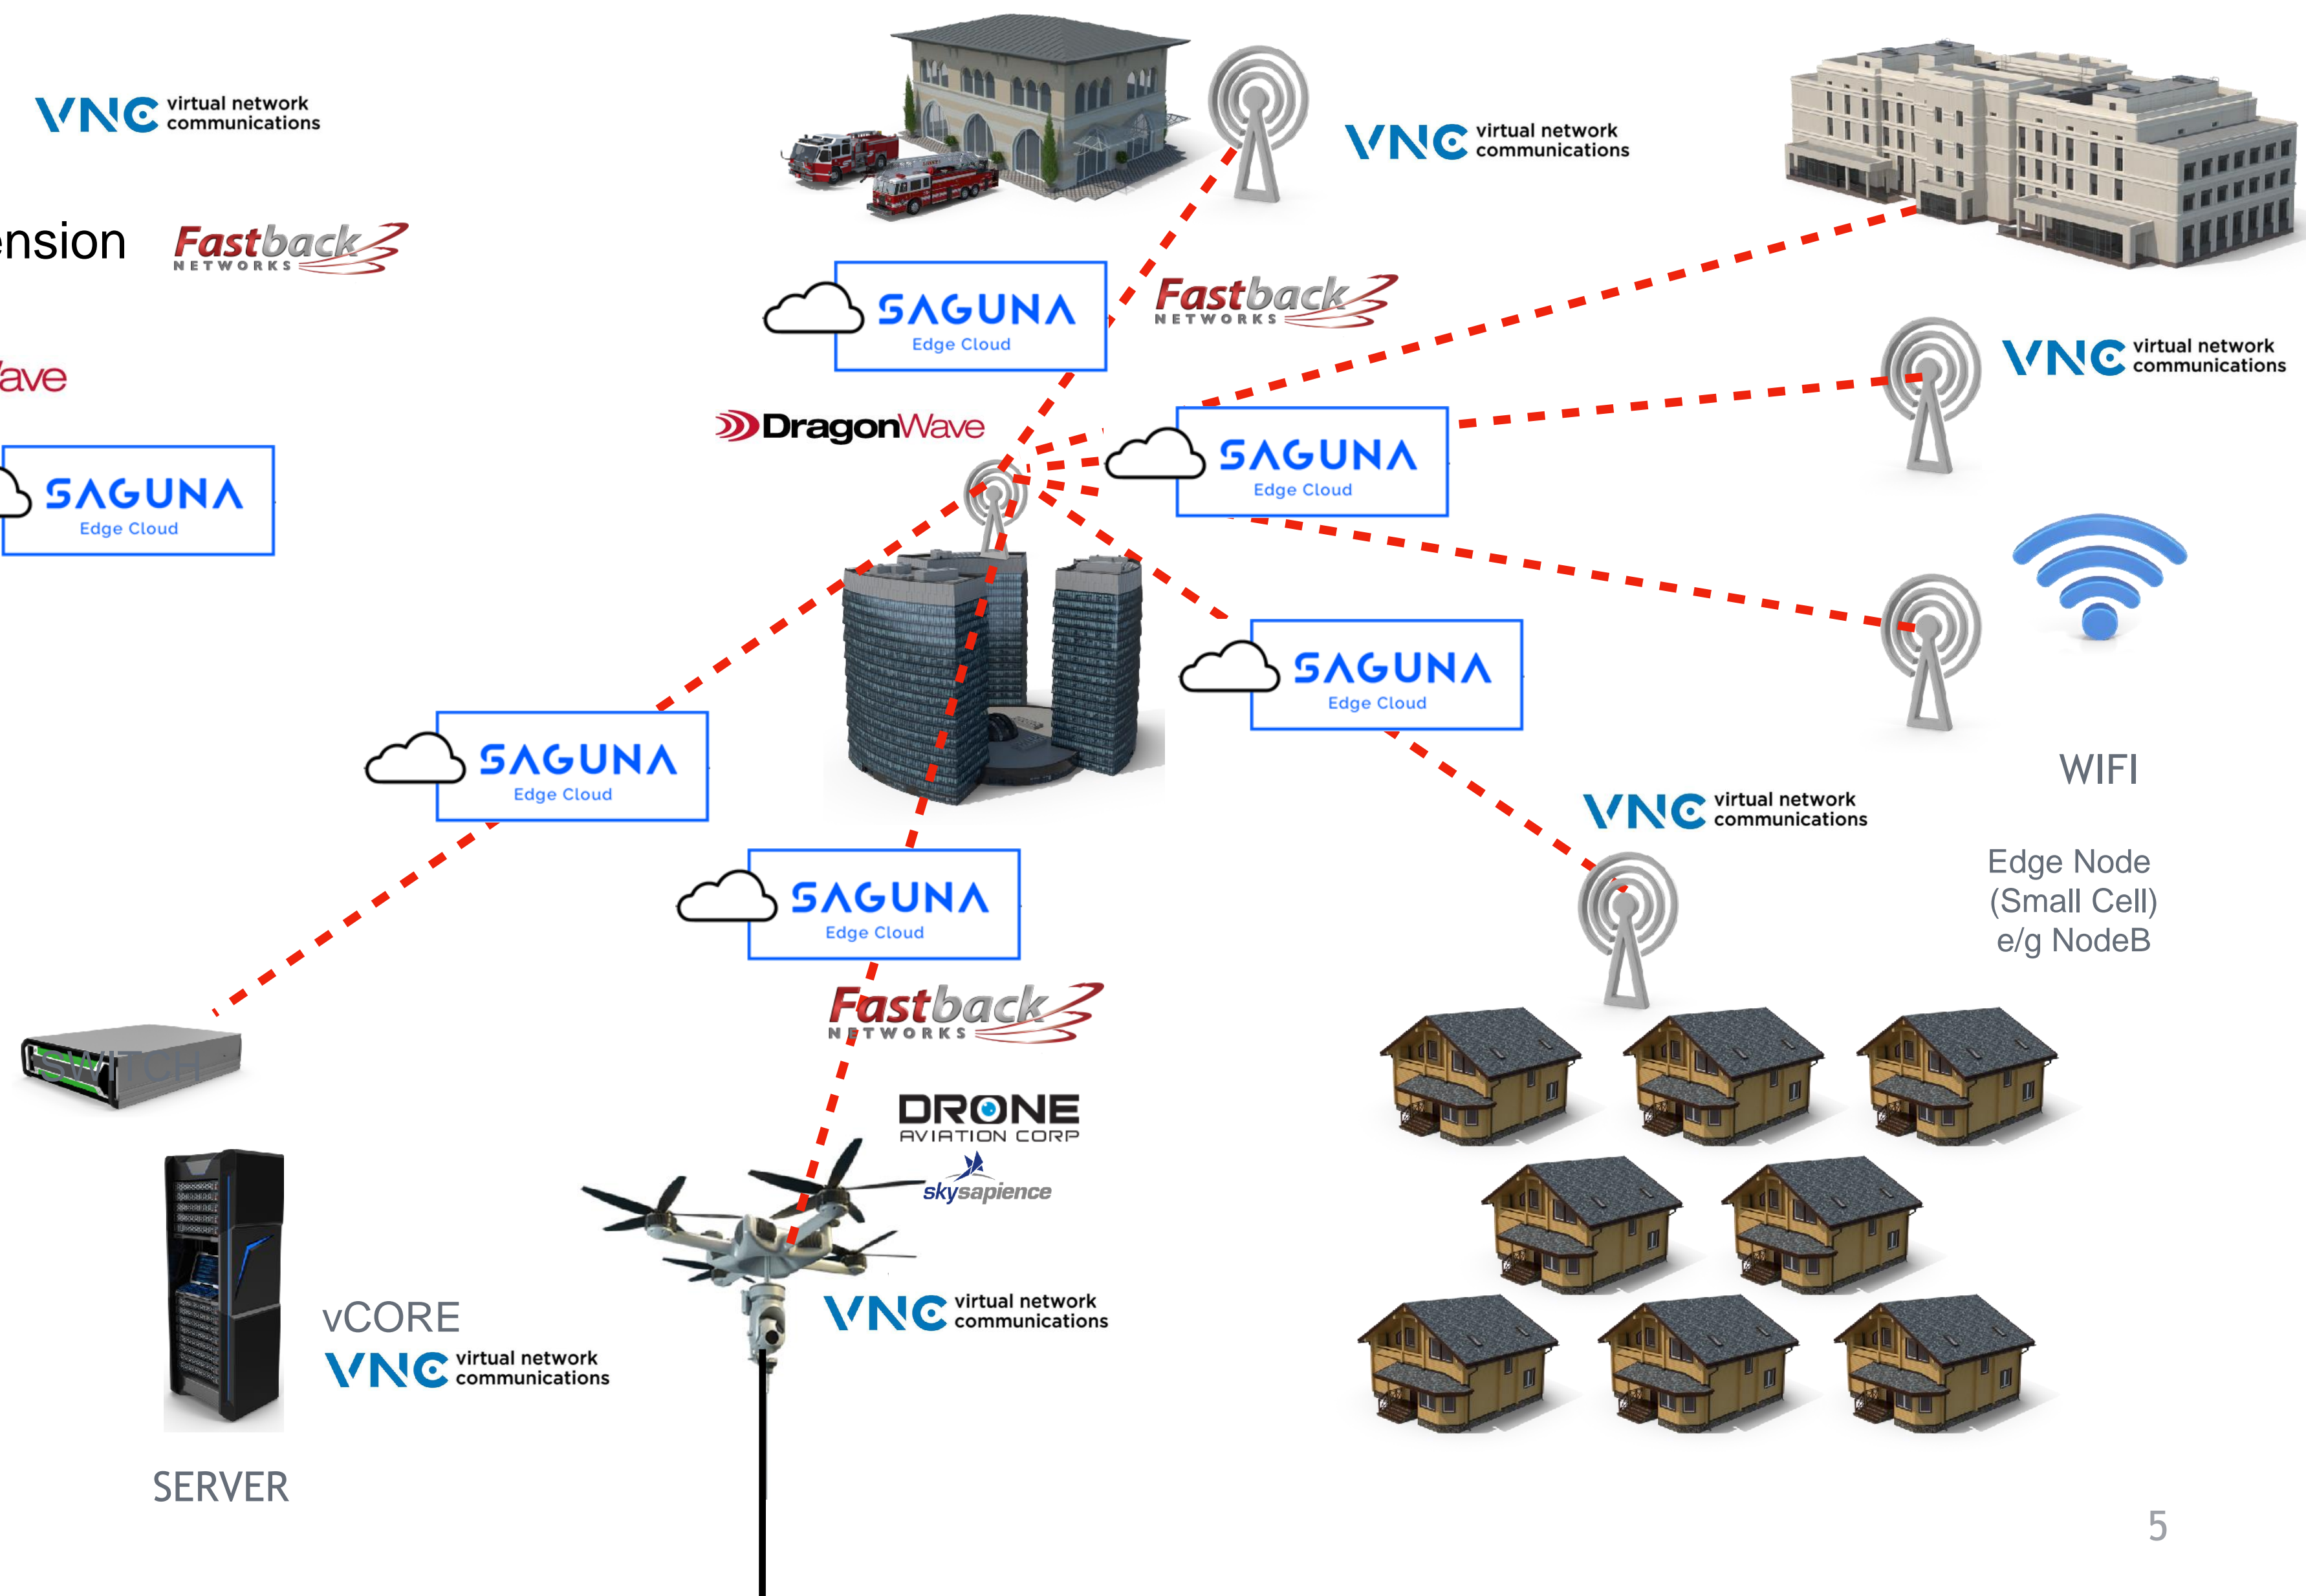 VNC virtual network
communications
VNC virtual network
communications
ension
Fastback
NETWORKS
SAGUNA
Edge Cloud
Fastback
NETWORKS
VNC virtual network
communications
ave
DragonWave
SAGUNA
Edge Cloud
SAGUNA
Edge Cloud
SAGUNA
Edge Cloud
SAGUNA
Edge Cloud
WIFI
VNC virtual network
communications
Edge Node
(Small Cell)
e/g NodeB
SAGUNA
Edge Cloud
Fastback
NETWORKS
SWITCH
DRONE
AVIATION CORP
skysapience
VNC virtual network
communications
vCORE
VNC virtual network
communications
SERVER
5